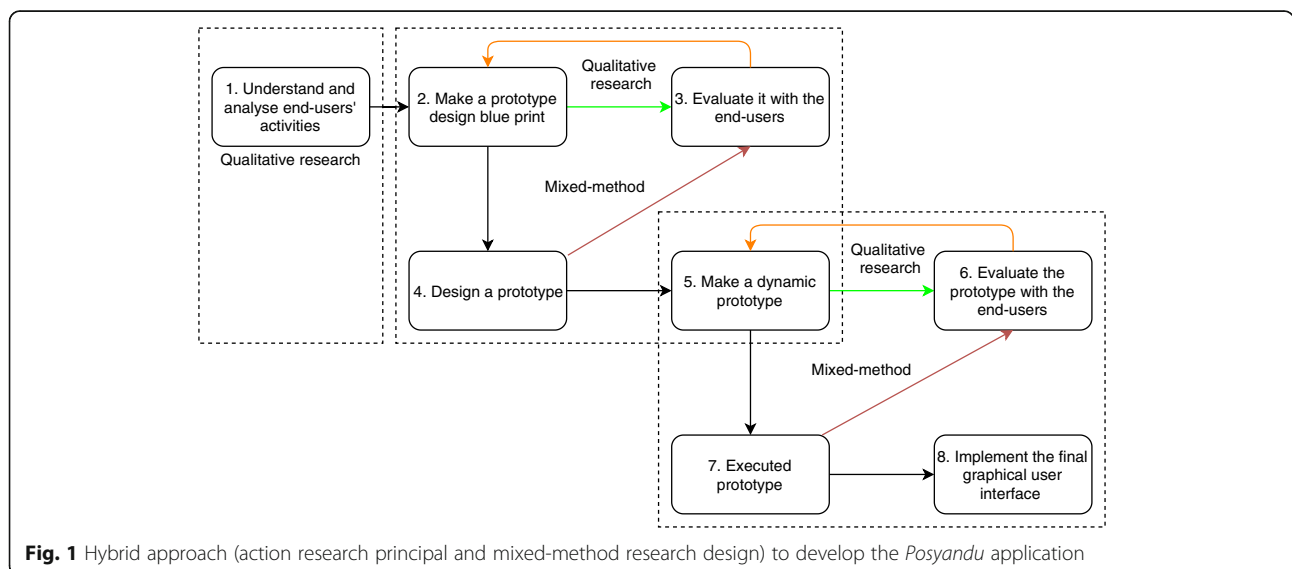 1. Understand and
analyse end-users'
activities
Qualitative research
2. Make a prototype
design blue print
Qualitative
research
3. Evaluate it with the
end-users
Mixed-method
4. Design a prototype
5. Make a dynamic
prototype
Qualitative
research
6. Evaluate the
prototype with the
end-users
Mixed-method
7. Executed
prototype
8. Implement the final
graphical user
interface
Fig. 1 Hybrid approach (action research principal and mixed-method research design) to develop the Posyandu application